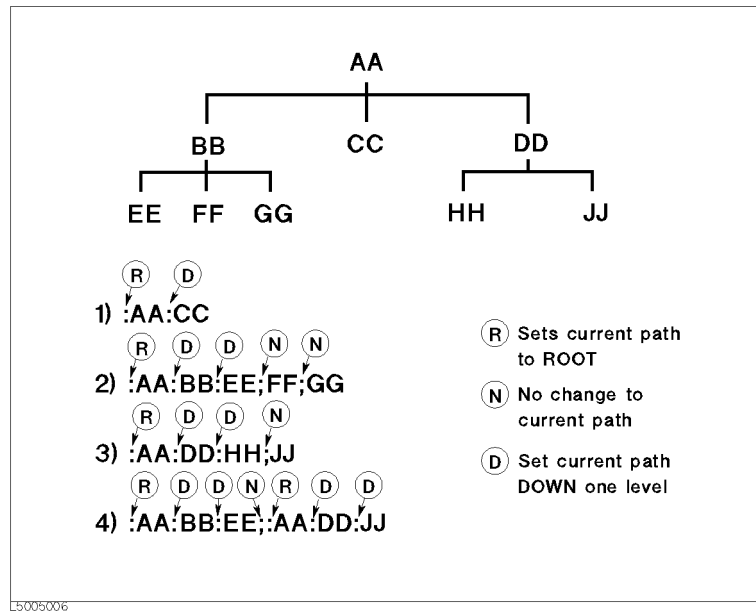 AA
BB CC DD
EE FF GG HH JJ
R D
1) :AA:CC
R D D N N
2) :AA:BB:EE;FF;GG
R D D N
3) :AA:DD:HH;JJ
R D D N R D D
4) :AA:BB:EE;:AA:DD:JJ
R Sets current path
to ROOT
N No change to
current path
D Set current path
DOWN one level
L5005006